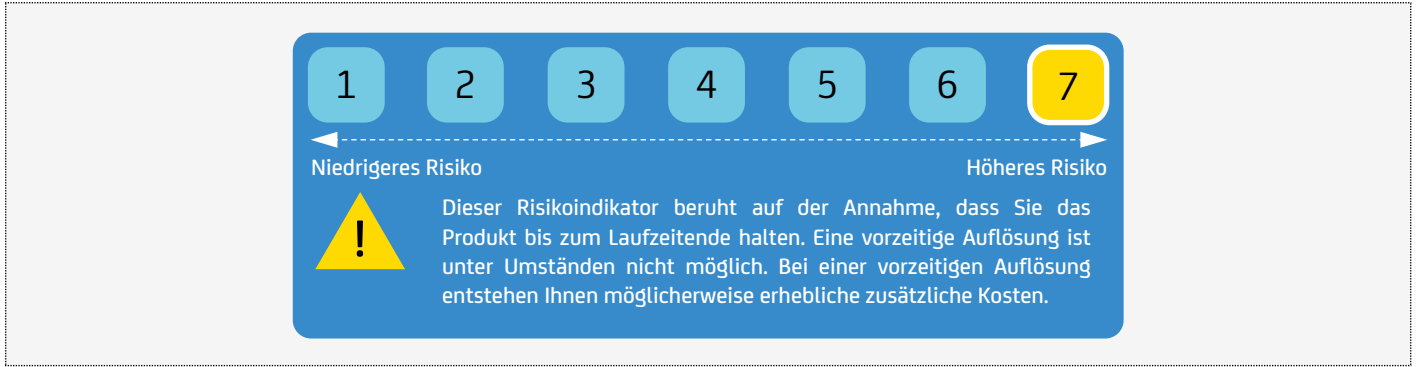 1 2 3 4 5 6 7
Niedrigeres Risiko Höheres Risiko
!
Dieser Risikoindikator beruht auf der Annahme, dass Sie das
Produkt bis zum Laufzeitende halten. Eine vorzeitige Auflösung ist
unter Umständen nicht möglich. Bei einer vorzeitigen Auflösung
entstehen Ihnen möglicherweise erhebliche zusätzliche Kosten.